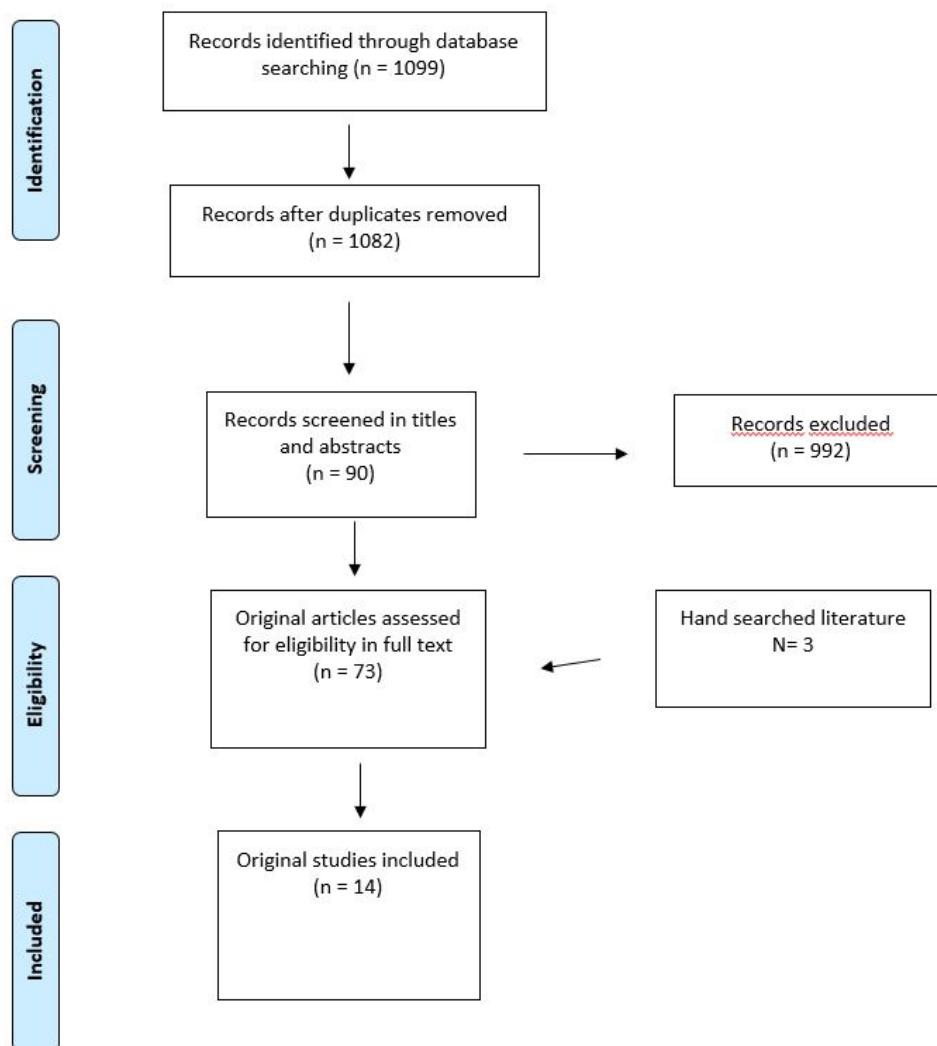 Identification
Records identified through database
searching (n = 1099)
Records after duplicates removed
(n = 1082)
Screening
Records screened in titles
and abstracts
(n = 90)
Records excluded
(n = 992)
Eligibility
Original articles assessed
for eligibility in full text
(n = 73)
Hand searched literature
N= 3
Included
Original studies included
(n = 14)